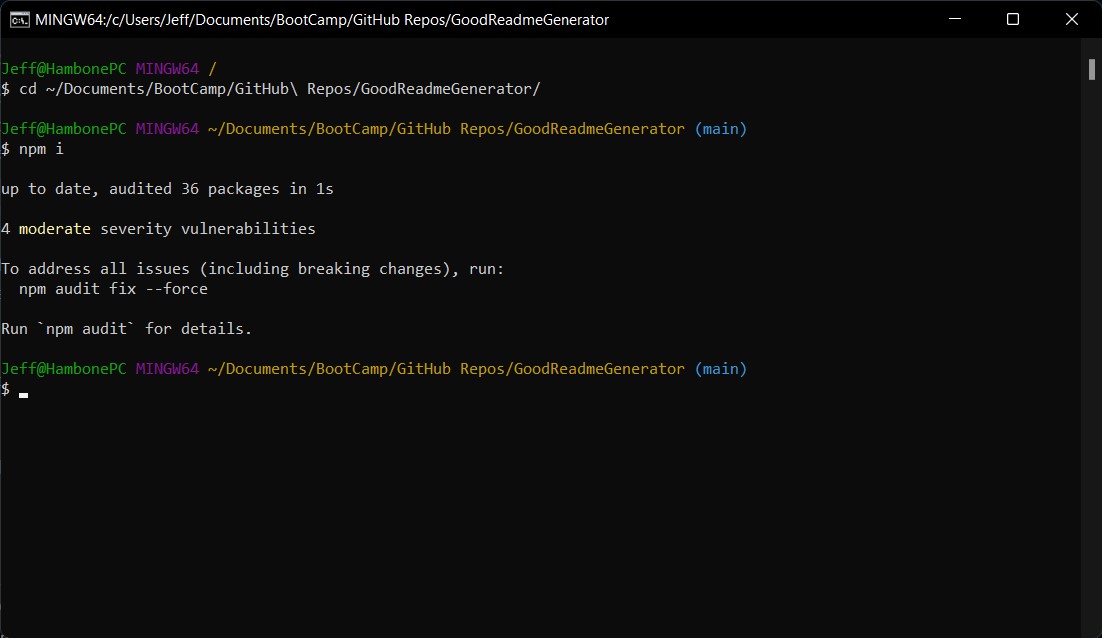 MINGW64:/c/Users/Jeff/Documents/BootCamp/GitHub Repos/GoodReadmeGenerator
Jeff@HambonePC MINGW64 /
$ cd ~/Documents/BootCamp/GitHub\ Repos/GoodReadmeGenerator/
Jeff@HambonePC MINGW64 ~/Documents/BootCamp/GitHub Repos/GoodReadmeGenerator (main)
$ npm i
up to date, audited 36 packages in 1s
4 moderate severity vulnerabilities
To address all issues (including breaking changes), run:
  npm audit fix --force
Run `npm audit` for details.
Jeff@HambonePC MINGW64 ~/Documents/BootCamp/GitHub Repos/GoodReadmeGenerator (main)
$